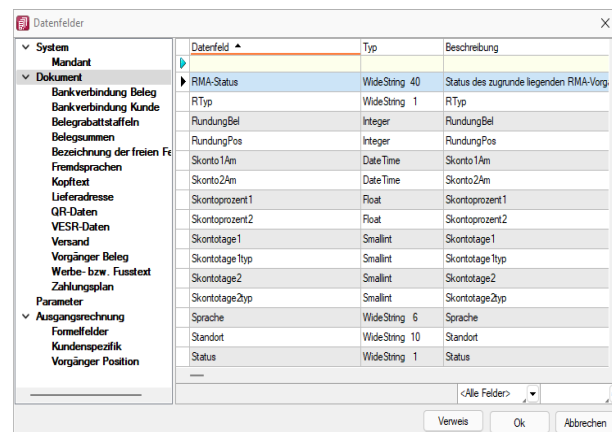 Datenfelder
System
Mandant
Dokument
Bankverbindung Beleg
Bankverbindung Kunde
Belegrabattstaffeln
Belegsummen
Bezeichnung der freien Fe
Fremdsprachen
Kopftext
Lieferadresse
QR-Daten
VESR-Daten
Versand
Vorgänger Beleg
Werbe- bzw. Fusstext
Zahlungsplan
Parameter
Ausgangsrechnung
Formelfelder
Kundenspezifik
Vorgänger Position
Datenfeld Typ Beschreibung
RMA-Status WideString 40 Status des zugrunde liegenden RMA-Vorg
RTyp WideString 1 RTyp
RundungBel Integer RundungBel
RundungPos Integer RundungPos
Skonto1Am DateTime Skonto1Am
Skonto2Am DateTime Skonto2Am
Skontoprozent1 Float Skontoprozent1
Skontoprozent2 Float Skontoprozent2
Skontotage1 Smallint Skontotage1
Skontotage1typ Smallint Skontotage1typ
Skontotage2 Smallint Skontotage2
Skontotage2typ Smallint Skontotage2typ
Sprache WideString 6 Sprache
Standort WideString 10 Standort
Status WideString 1 Status
<Alle Felder>
Verweis Ok Abbrechen